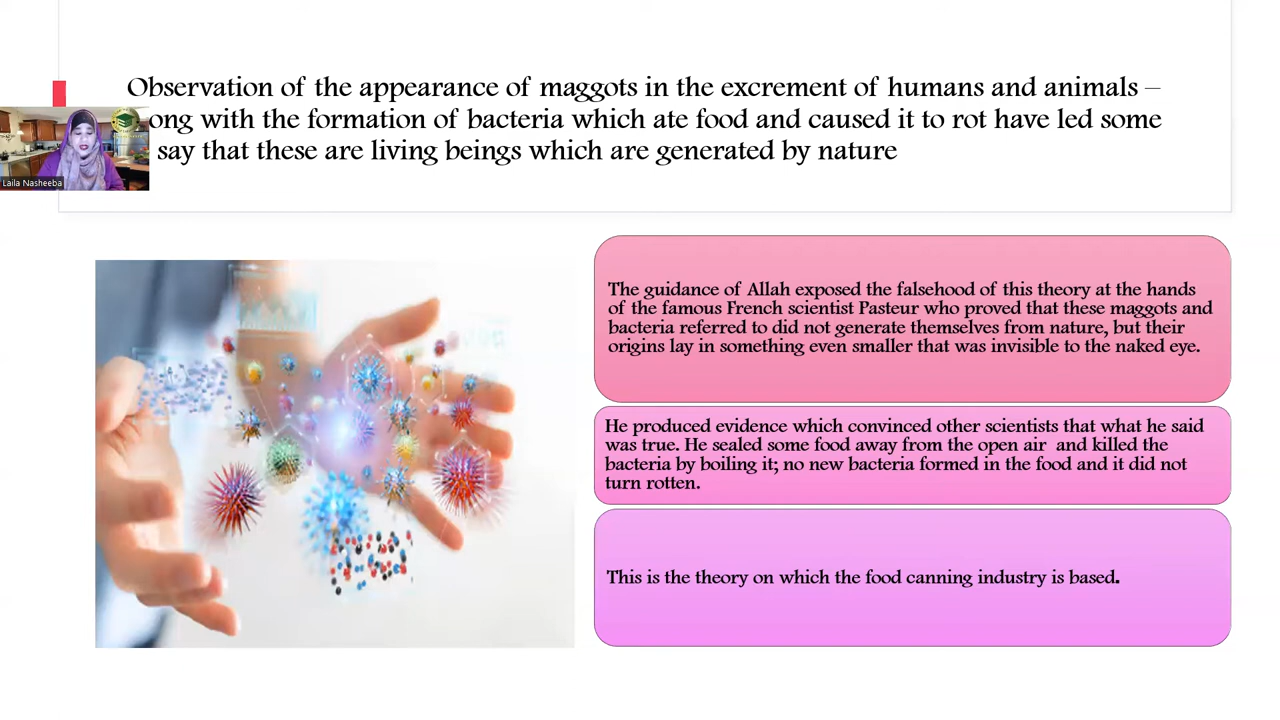 Observation of the appearance of maggots in the excrement of humans and animals –
ong with the formation of bacteria which ate food and caused it to rot have led some
say that these are living beings which are generated by nature
Laila Nasheeba
The guidance of Allah exposed the falsehood of this theory at the hands
of the famous French scientist Pasteur who proved that these maggots and
bacteria referred to did not generate themselves from nature, but their
origins lay in something even smaller that was invisible to the naked eye.
He produced evidence which convinced other scientists that what he said
was true. He sealed some food away from the open air and killed the
bacteria by boiling it; no new bacteria formed in the food and it did not
turn rotten.
This is the theory on which the food canning industry is based.